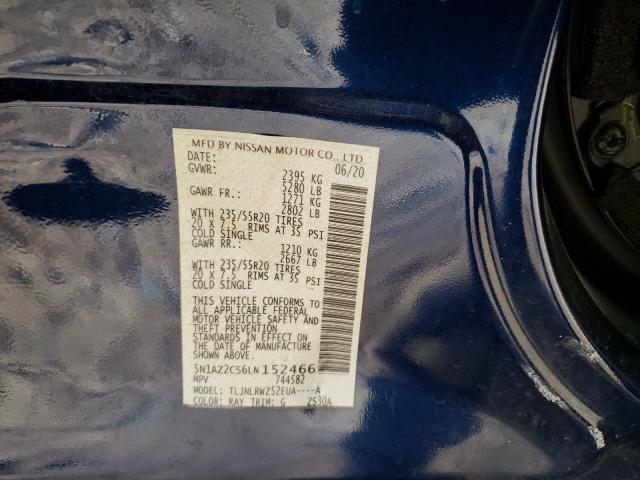 MFD BY NISSAN MOTOR CO., LTD.
DATE: 06/20
GVWR: 2395 KG
5280 LB
GAWR FR.: 1271 KG
2802 LB
WITH 235/55R20 TIRES
20 X 7.5 RIMS AT 35 PSI
COLD SINGLE
GAWR RR.: 1210 KG
2667 LB
WITH 235/55R20 TIRES
20 X 7.5 RIMS AT 35 PSI
COLD SINGLE
THIS VEHICLE CONFORMS TO
ALL APPLICABLE FEDERAL
MOTOR VEHICLE SAFETY AND
THEFT PREVENTION
STANDARDS IN EFFECT ON
THE DATE OF MANUFACTURE
SHOWN ABOVE.
5N1AZ2CS6LN152466
MPV 744582
MODEL: TLJNLRWZ52EUA----A
COLOR: RAY TRIM: G ZS30A